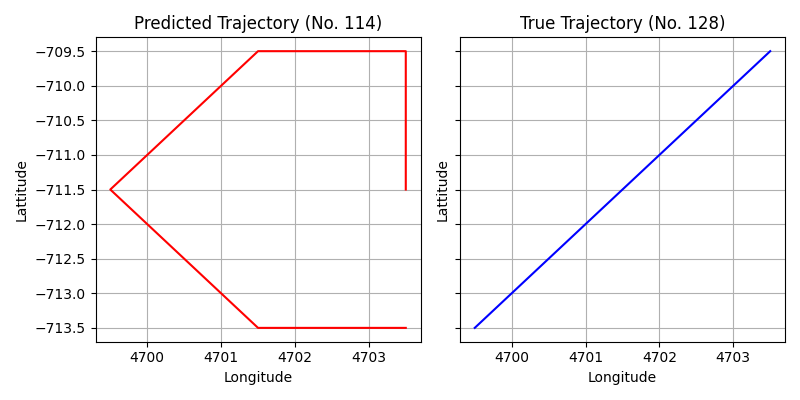 Predicted Trajectory (No. 114)
True Trajectory (No. 128)
Lattitude
−709.5
−710.0
−710.5
−711.0
−711.5
−712.0
−712.5
−713.0
−713.5
4700 4701 4702 4703
Longitude
Lattitude
4700 4701 4702 4703
Longitude